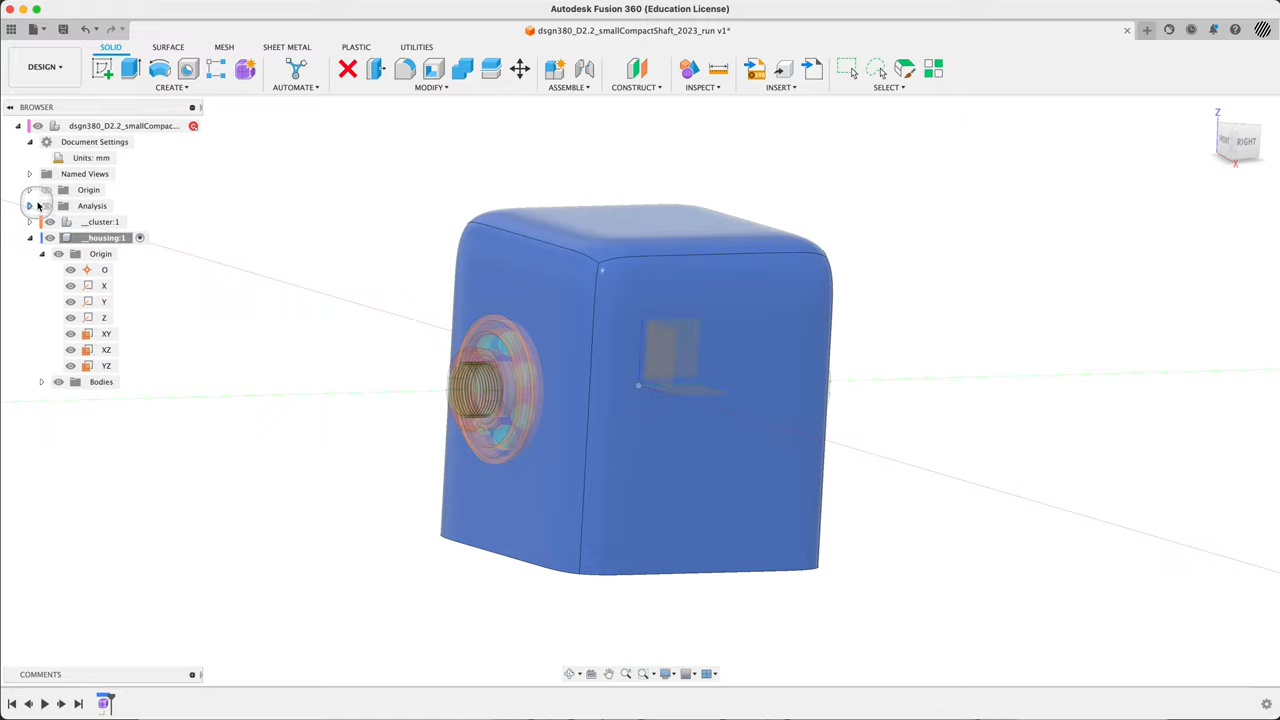 Autodesk Fusion 360 (Education License)
dsgn380_D2.2_smallCompactShaft_2023_run v1*
SOLID
SURFACE
MESH
SHEET METAL
PLASTIC
UTILITIES
DESIGN
CREATE
AUTOMATE
MODIFY
ASSEMBLE
CONSTRUCT
INSPECT
INSERT
SELECT
BROWSER
dsgn380_D2.2_smallCompac...
Document Settings
Units: mm
Named Views
Origin
Analysis
__cluster:1
__housing:1
Origin
O
X
Y
Z
XY
XZ
YZ
Bodies
Z
FRONT
RIGHT
X
COMMENTS